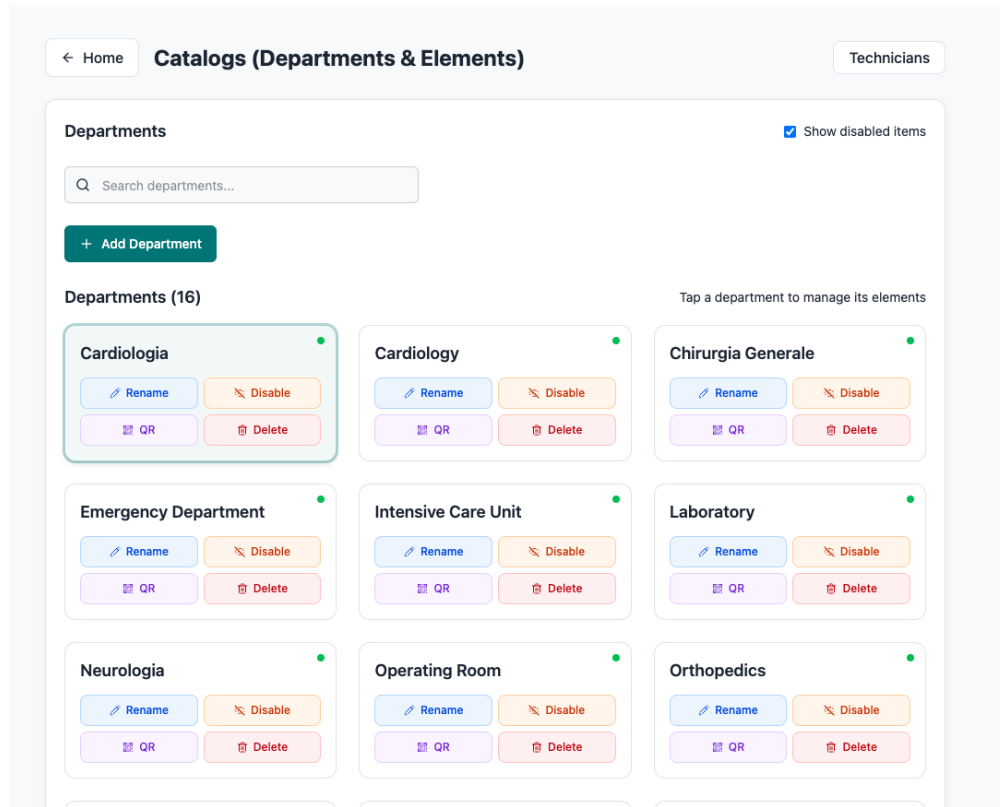 Home
Catalogs (Departments & Elements)
Technicians
Departments
Show disabled items
Search departments...
Add Department
Departments (16)
Tap a department to manage its elements
Cardiologia
Rename
Disable
QR
Delete
Cardiology
Rename
Disable
QR
Delete
Chirurgia Generale
Rename
Disable
QR
Delete
Emergency Department
Rename
Disable
QR
Delete
Intensive Care Unit
Rename
Disable
QR
Delete
Laboratory
Rename
Disable
QR
Delete
Neurologia
Rename
Disable
QR
Delete
Operating Room
Rename
Disable
QR
Delete
Orthopedics
Rename
Disable
QR
Delete